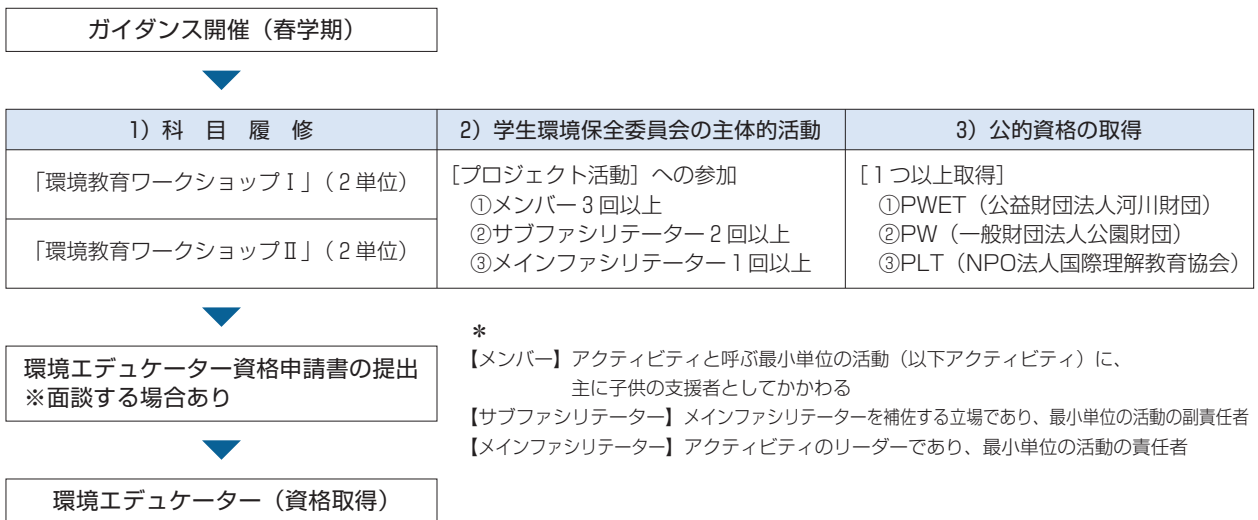 ガイダンス開催（春学期）
1）科　目　履　修
2）学生環境保全委員会の主体的活動
3）公的資格の取得
「環境教育ワークショップⅠ」（２単位）
「環境教育ワークショップⅡ」（２単位）
［プロジェクト活動］への参加
①メンバー３回以上
②サブファシリテーター２回以上
③メインファシリテーター１回以上
［１つ以上取得］
①PWET（公益財団法人河川財団）
②PW（一般財団法人公園財団）
③PLT（NPO法人国際理解教育協会）
環境エデュケーター資格申請書の提出
※面談する場合あり
環境エデュケーター（資格取得）
＊
【メンバー】アクティビティと呼ぶ最小単位の活動（以下アクティビティ）に、
主に子供の支援者としてかかわる
【サブファシリテーター】メインファシリテーターを補佐する立場であり、最小単位の活動の副責任者
【メインファシリテーター】アクティビティのリーダーであり、最小単位の活動の責任者